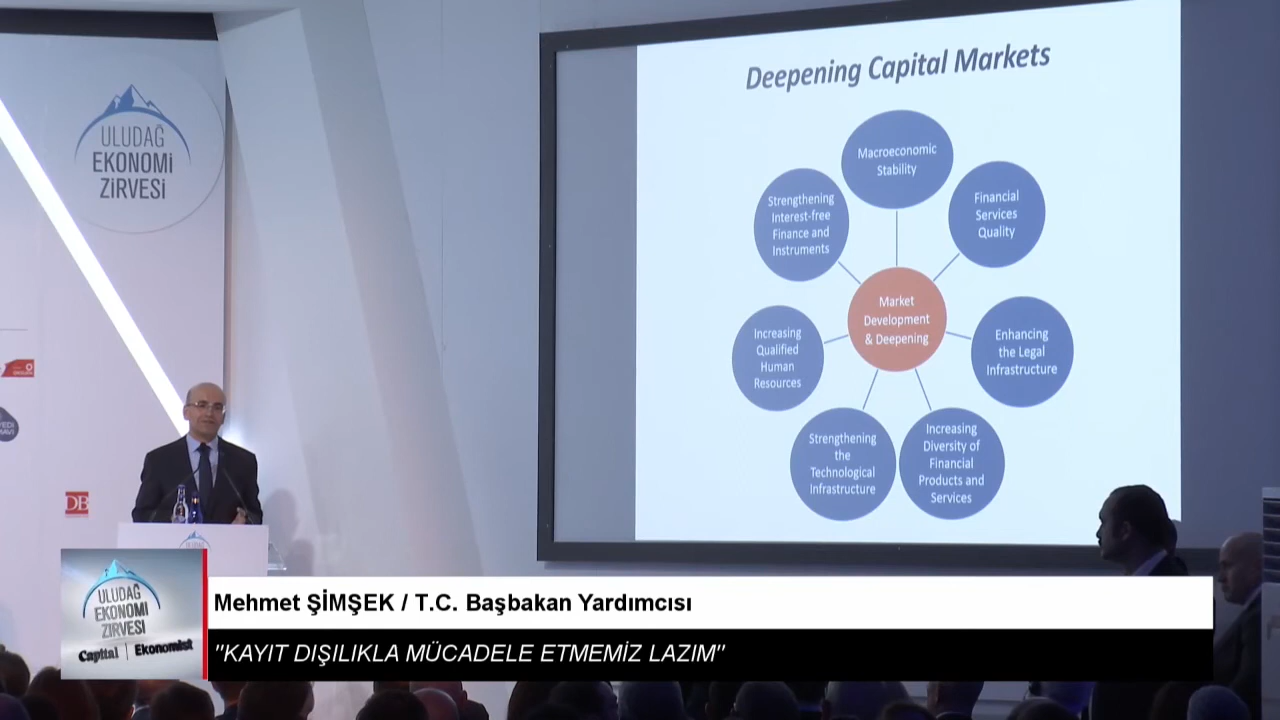 ULUDAĞ
EKONOMİ
ZİRVESİ
DB
Deepening Capital Markets
Macroeconomic
Stability
Financial
Services
Quality
Enhancing
the Legal
Infrastructure
Increasing
Diversity of
Financial
Products and
Services
Strengthening
the
Technological
Infrastructure
Increasing
Qualified
Human
Resources
Strengthening
Interest-free
Finance and
Instruments
Market
Development
& Deepening
ULUDAĞ
EKONOMİ
ZİRVESİ
Capital | Ekonomist
Mehmet ŞİMŞEK / T.C. Başbakan Yardımcısı
"KAYIT DIŞILIKLA MÜCADELE ETMEMİZ LAZIM"